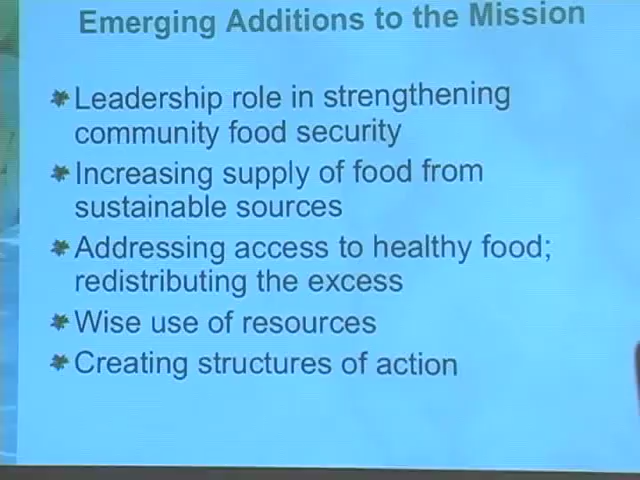 Emerging Additions to the Mission
Leadership role in strengthening
community food security
Increasing supply of food from
sustainable sources
Addressing access to healthy food;
redistributing the excess
Wise use of resources
Creating structures of action